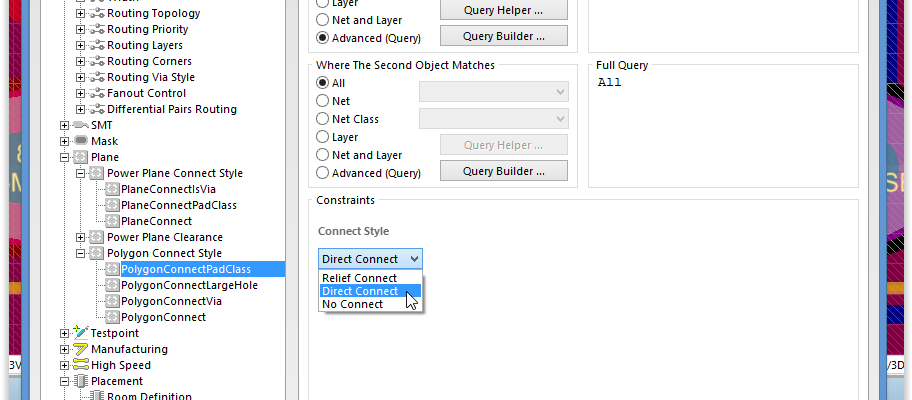 Routing Topology
Routing Priority
Routing Layers
Routing Corners
Routing Via Style
Fanout Control
Differential Pairs Routing
SMT
Mask
Plane
Power Plane Connect Style
PlaneConnectIsVia
PlaneConnectPadClass
PlaneConnect
Power Plane Clearance
Polygon Connect Style
PolygonConnectPadClass
PolygonConnectLargeHole
PolygonConnectVia
PolygonConnect
Testpoint
Manufacturing
High Speed
Placement
Room Definition
Layer
Net and Layer
Advanced (Query)
Query Helper ...
Query Builder ...
Where The Second Object Matches
All
Net
Net Class
Layer
Net and Layer
Advanced (Query)
Query Helper ...
Query Builder ...
Full Query
All
Constraints
Connect Style
Direct Connect
Relief Connect
Direct Connect
No Connect
3V
/3D